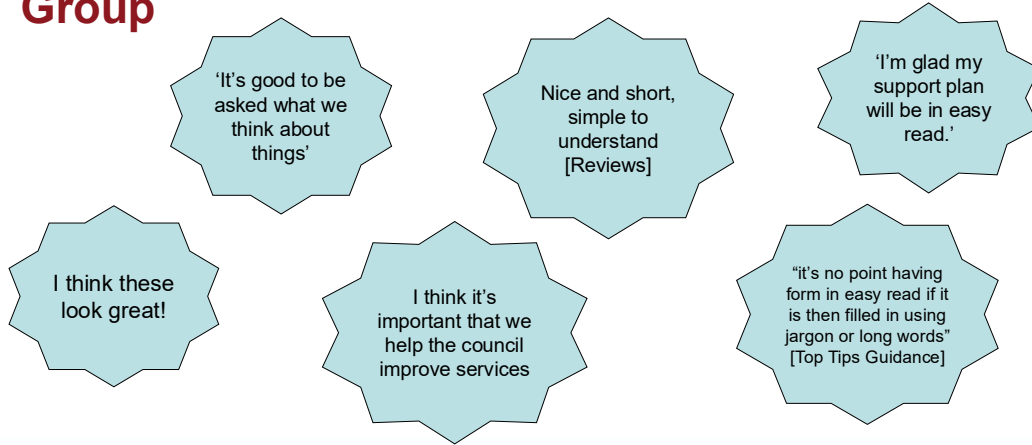 Group
‘It’s good to be
asked what we
think about
things’
Nice and short,
simple to
understand
[Reviews]
‘I’m glad my
support plan
will be in easy
read.’
I think these
look great!
I think it’s
important that we
help the council
improve services
“it’s no point having
form in easy read if it
is then filled in using
jargon or long words”
[Top Tips Guidance]